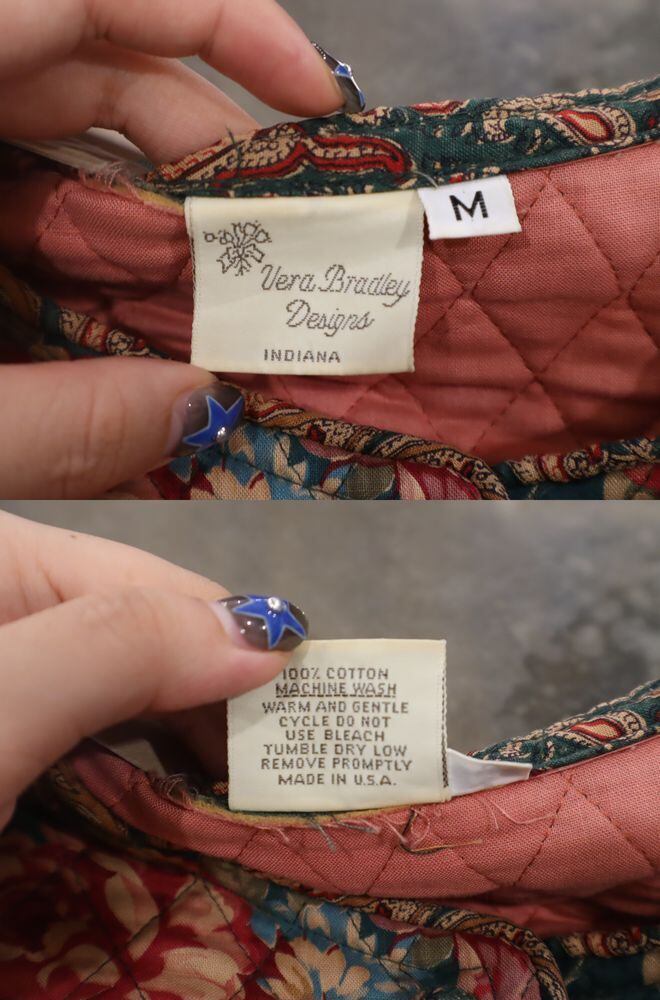 Vera Bradley
Designs
INDIANA
M
100% COTTON
MACHINE WASH
WARM AND GENTLE
CYCLE DO NOT
USE BLEACH
TUMBLE DRY LOW
REMOVE PROMPTLY
MADE IN U.S.A.